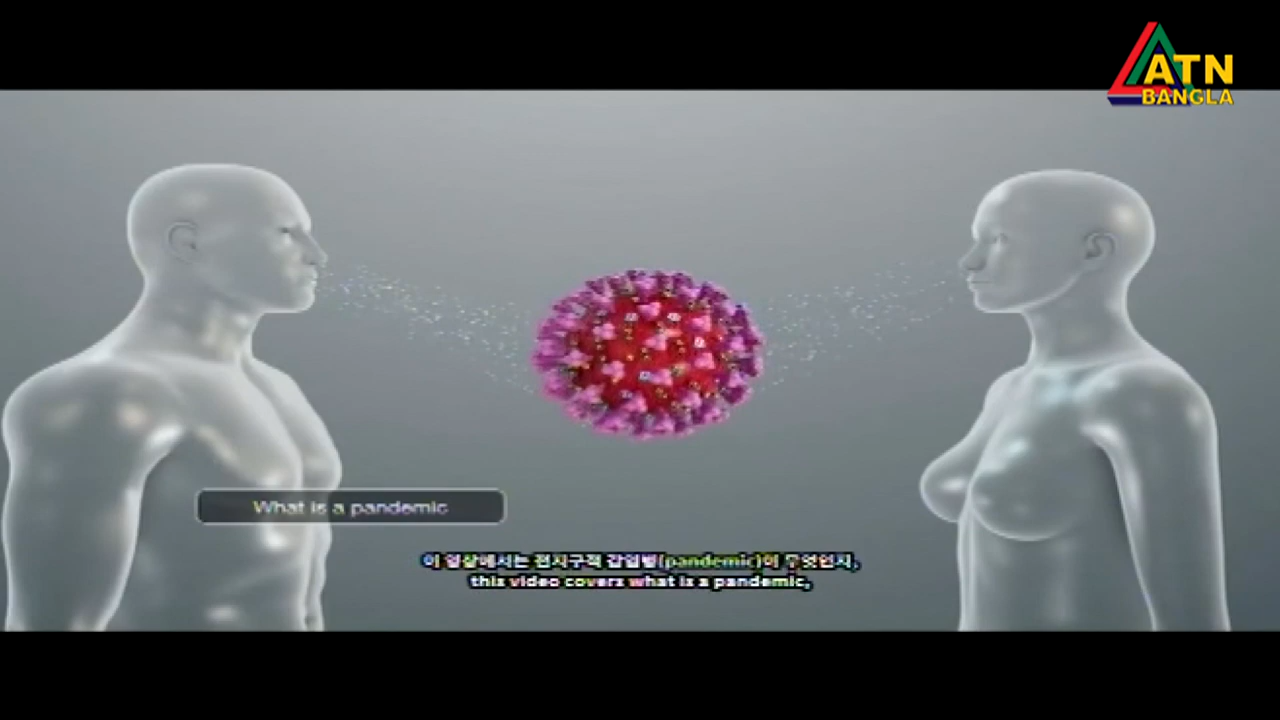 ATN
BANGLA
What is a pandemic
이 영상에서는 전지구적 감염병(pandemic)이 무엇인지,
this video covers what is a pandemic,